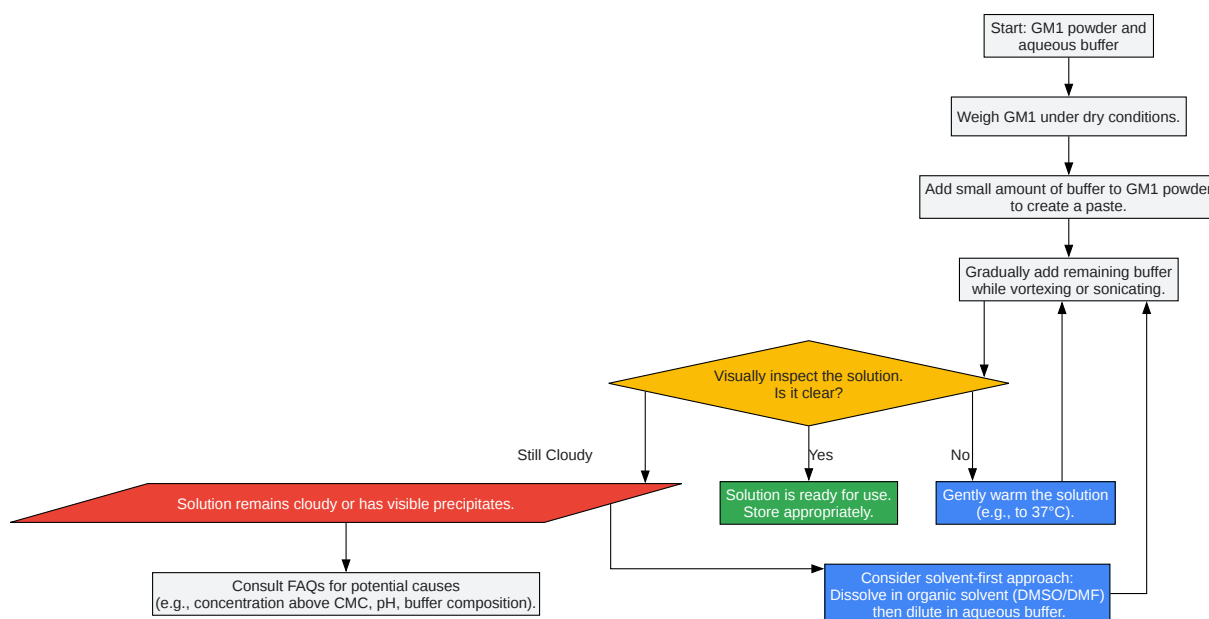 Start: GM1 powder and
aqueous buffer
Weigh GM1 under dry conditions.
Add small amount of buffer to GM1 powder
to create a paste.
Gradually add remaining buffer
while vortexing or sonicating.
Visually inspect the solution.
Is it clear?
Still Cloudy
Yes
No
Solution remains cloudy or has visible precipitates.
Solution is ready for use.
Store appropriately.
Gently warm the solution
(e.g., to 37°C).
Consult FAQs for potential causes
(e.g., concentration above CMC, pH, buffer composition).
Consider solvent-first approach:
Dissolve in organic solvent (DMSO/DMF)
then dilute in aqueous buffer.